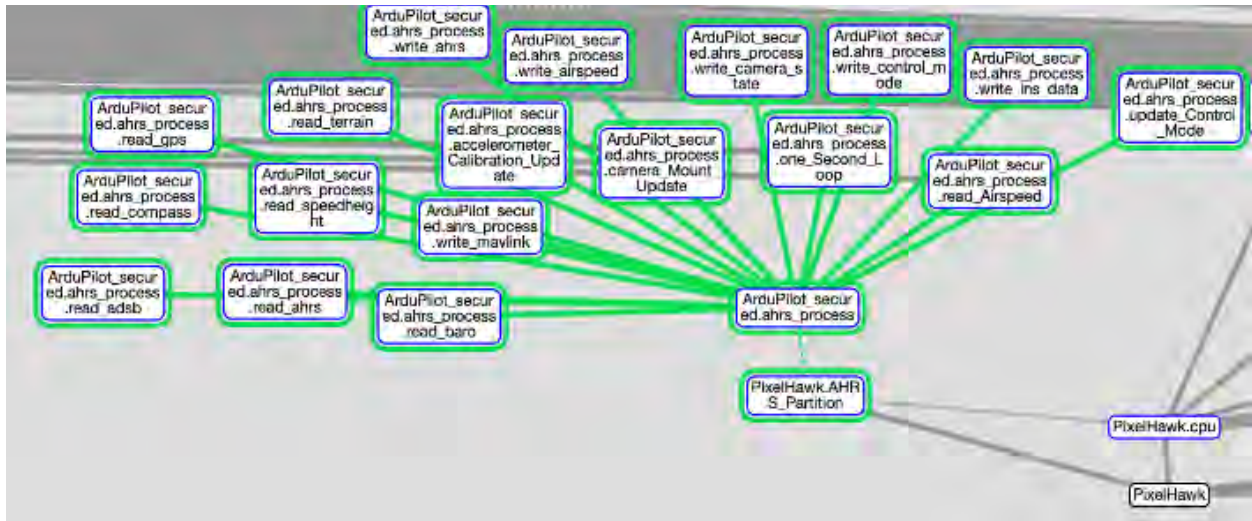 ArduPilot_secur
ed.ahrs_process
.write_ahrs
ArduPilot_secur
ed.ahrs_process
.write_airspeed
ArduPilot_secur
ed.ahrs_process
.write_camera_s
tate
ArduPilot_secur
ed.ahrs_process
.write_control_m
ode
ArduPilot_secur
ed.ahrs_process
.write_ins_data
ArduPilot_secur
ed.ahrs_process
.update_Control
_Mode
ArduPilot_secur
ed.ahrs_process
.read_gps
ArduPilot_secur
ed.ahrs_process
.read_terrain
ArduPilot_secur
ed.ahrs_process
.accelerometer_
Calibration_Upd
ate
ArduPilot_secur
ed.ahrs_process
.camera_Mount_
Update
ArduPilot_secur
ed.ahrs_process
.one_Second_L
oop
ArduPilot_secur
ed.ahrs_process
.read_Airspeed
ArduPilot_secur
ed.ahrs_process
.read_compass
ArduPilot_secur
ed.ahrs_process
.read_speedheig
ht
ArduPilot_secur
ed.ahrs_process
.write_mavlink
ArduPilot_secur
ed.ahrs_process
.read_adsb
ArduPilot_secur
ed.ahrs_process
.read_ahrs
ArduPilot_secur
ed.ahrs_process
.read_baro
ArduPilot_secur
ed.ahrs_process
PixelHawk.AHR
S_Partition
PixelHawk.cpu
PixelHawk